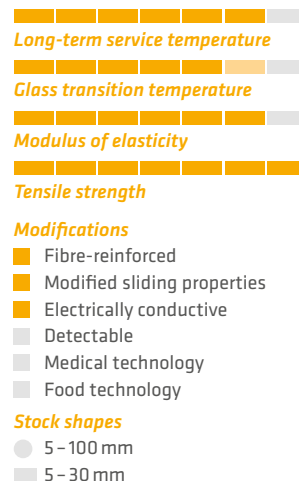 Long-term service temperature
Glass transition temperature
Modulus of elasticity
Tensile strength
Modifications
Fibre-reinforced
Modified sliding properties
Electrically conductive
Detectable
Medical technology
Food technology
Stock shapes
5 – 100 mm
5 – 30 mm